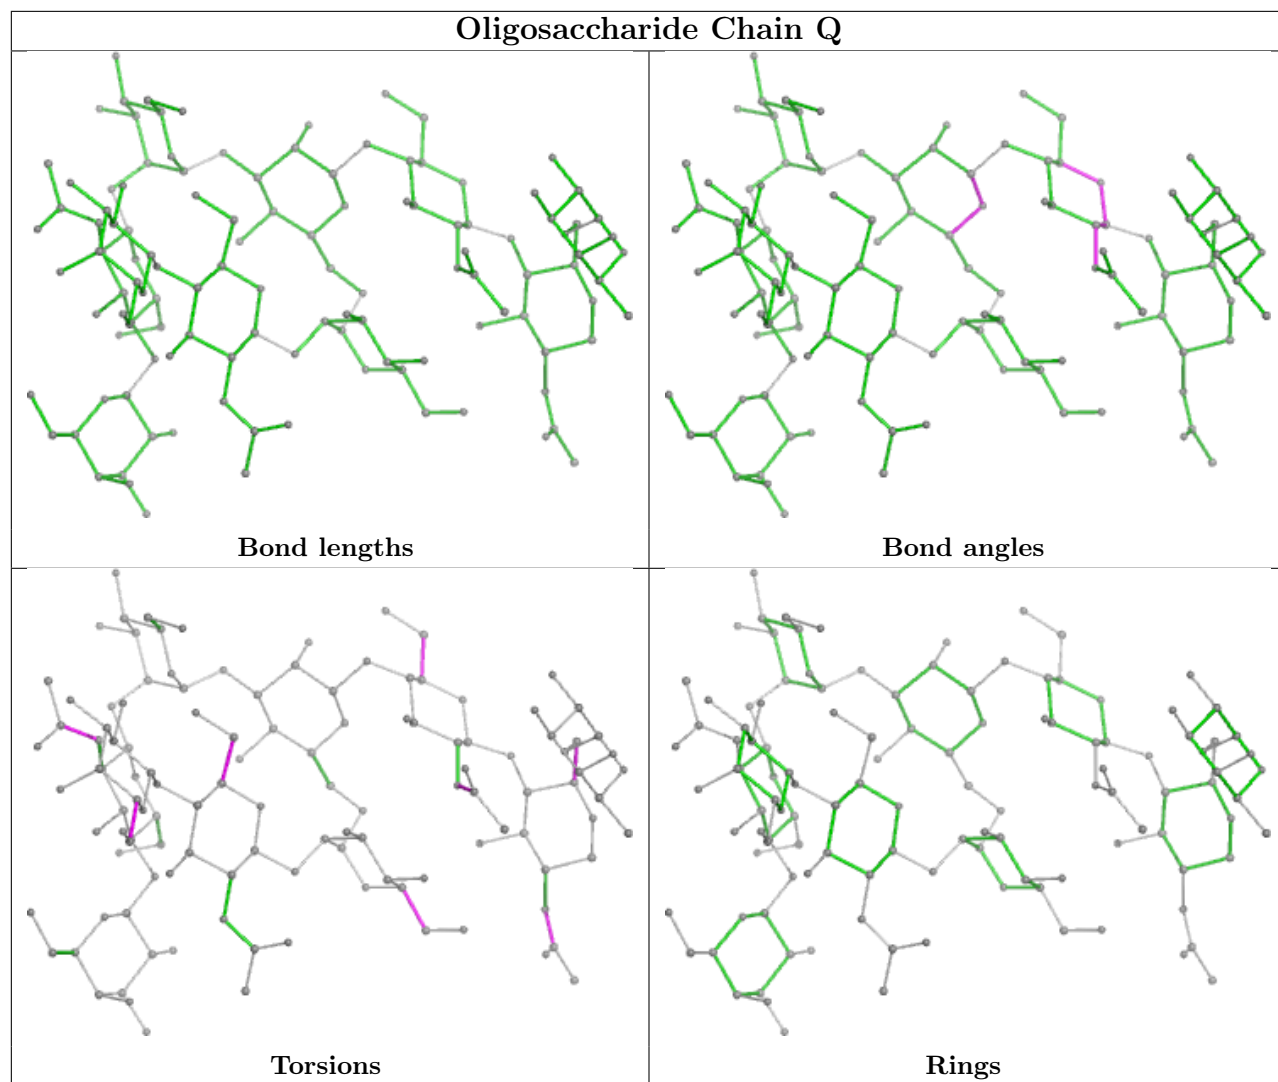 Oligosaccharide Chain Q
Bond lengths
Bond angles
Torsions
Rings